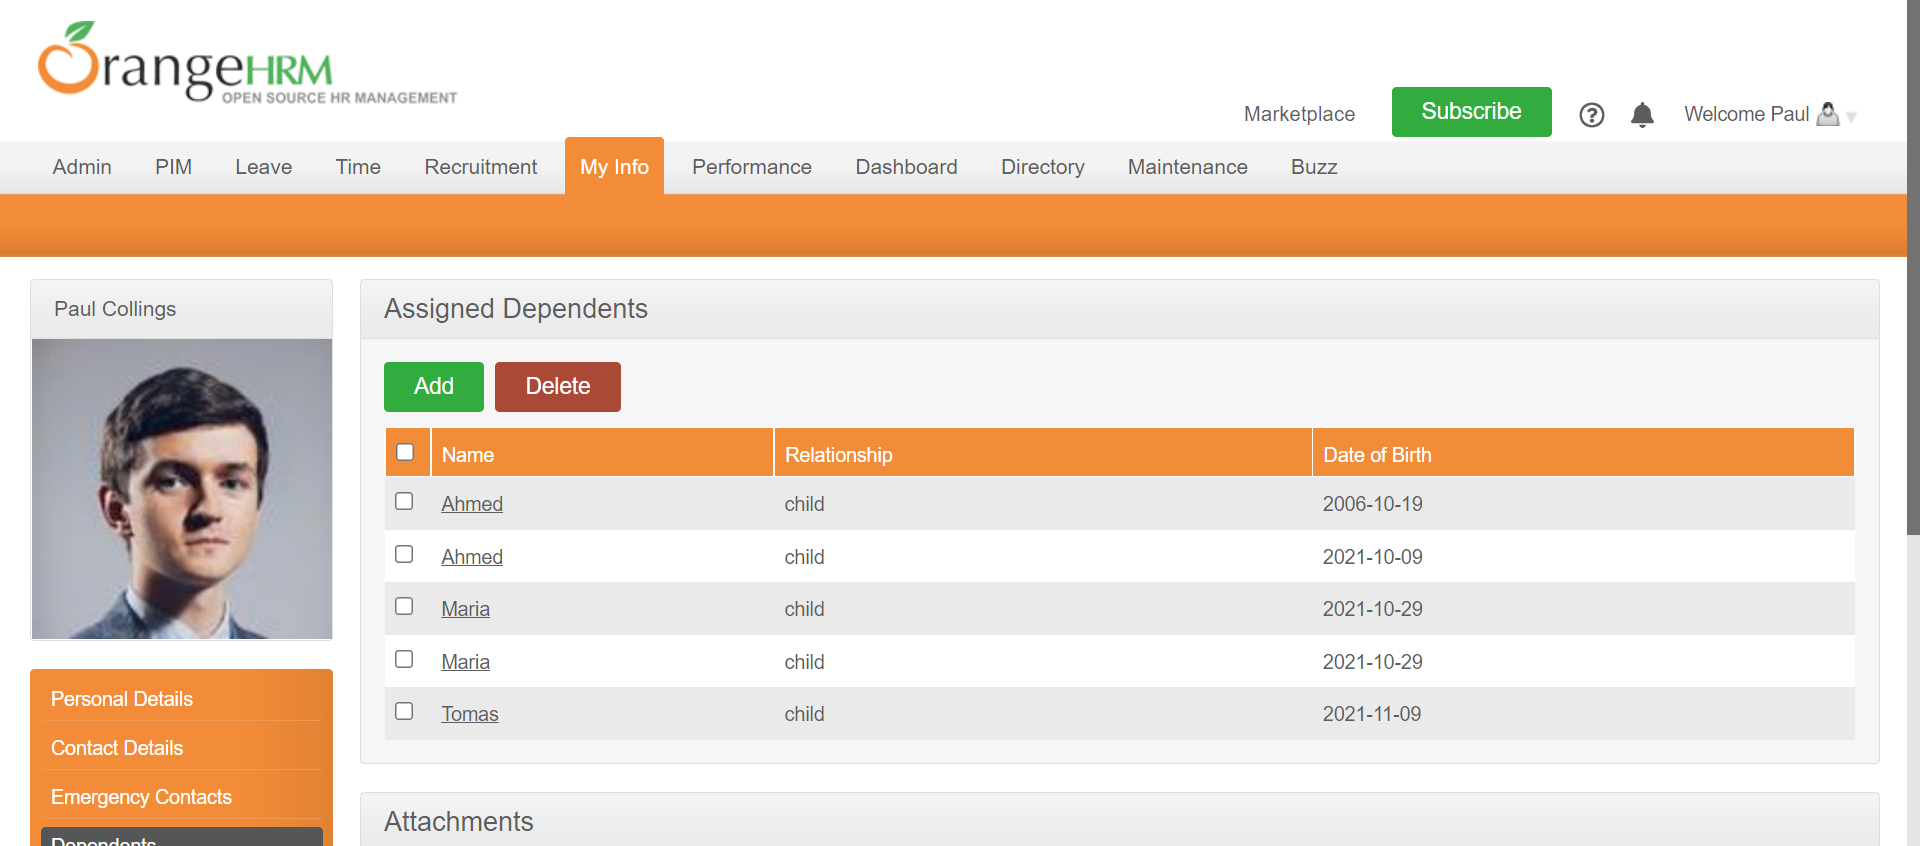 OrangeHRM
OPEN SOURCE HR MANAGEMENT
Marketplace
Subscribe
?
Welcome Paul
Admin
PIM
Leave
Time
Recruitment
My Info
Performance
Dashboard
Directory
Maintenance
Buzz
Paul Collings
Personal Details
Contact Details
Emergency Contacts
Dependents
Assigned Dependents
Add
Delete
Name Relationship Date of Birth
Ahmed child 2006-10-19
Ahmed child 2021-10-09
Maria child 2021-10-29
Maria child 2021-10-29
Tomas child 2021-11-09
Attachments